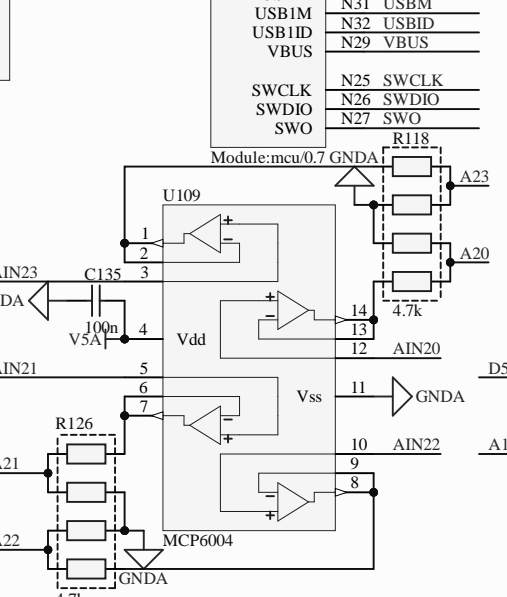 USB1M N31 USBM
USB1ID N32 USBID
VBUS N29 VBUS
SWCLK N25 SWCLK
SWDIO N26 SWDIO
SWO N27 SWO
R118
Module:mcu/0.7 GNDA
A23
U109
1
2
A20
AIN23 C135 3
14
4.7k
100n
13
V5A 4 Vdd
12 AIN20
AIN21 5
6 Vss 11 GNDA
7
R126
10 AIN22
9
8
MCP6004
GNDA
4.7k